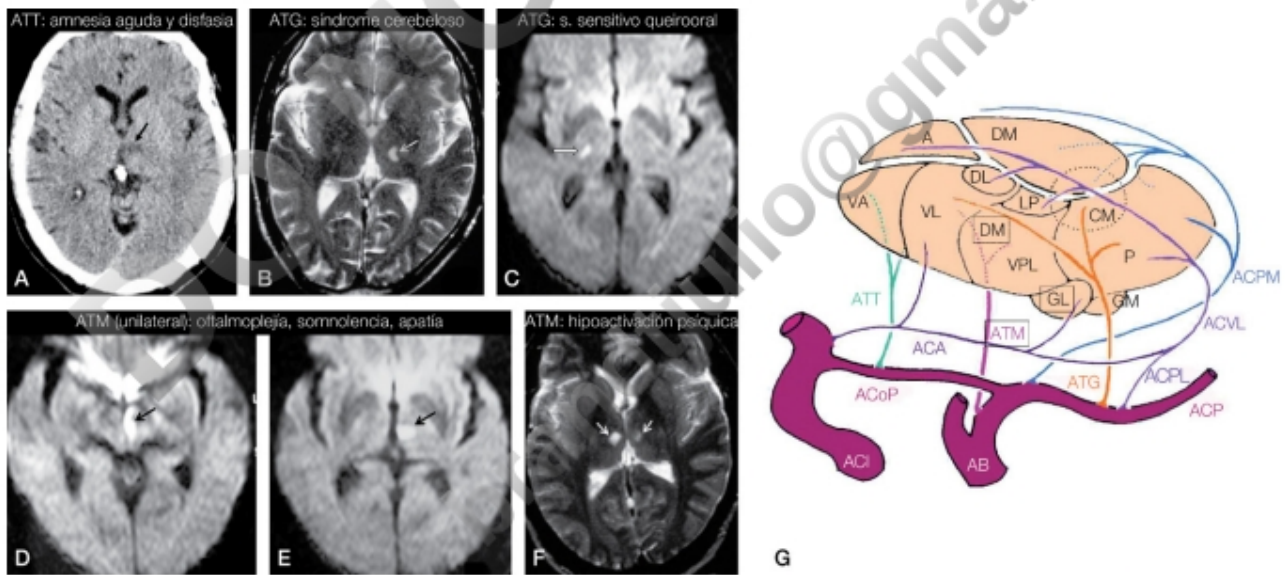 ATT: amnesia aguda y disfasia
ATG: síndrome cerebeloso
ATG: s. sensitivo queirooral
A
B
C
ATM (unilateral): oftalmoplejía, somnolencia, apatía
ATM: hipoactivación psíquica
D
E
F
A
DM
DL
LP
CM
VA
VL
DM
VPL
P
GL
GM
ACPM
ATT
ATM
ACVL
ACA
ACPL
ATG
ACoP
ACP
ACI
AB
G
@gma